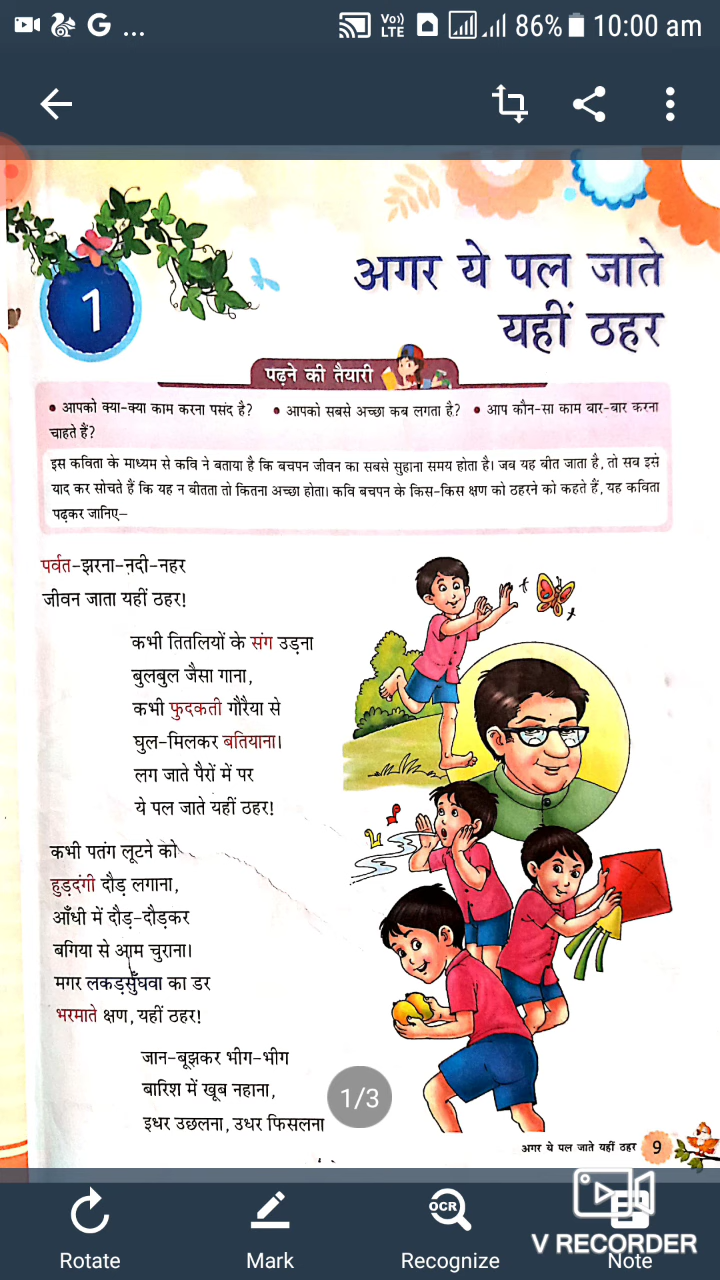 G ...
Vo))
LTE
86%
10:00 am
1
अगर ये पल जाते
यहीं ठहर
पढ़ने की तैयारी
• आपको क्या-क्या काम करना पसंद है? • आपको सबसे अच्छा कब लगता है? • आप कौन-सा काम बार-बार करना
चाहते हैं?
इस कविता के माध्यम से कवि ने बताया है कि बचपन जीवन का सबसे सुहाना समय होता है। जब यह बीत जाता है, तो सब इसे
याद कर सोचते हैं कि यह न बीतता तो कितना अच्छा होता। कवि बचपन के किस-किस क्षण को ठहरने को कहते हैं, यह कविता
पढ़कर जानिए–
पर्वत-झरना-नदी-नहर
जीवन जाता यहीं ठहर!
कभी तितलियों के संग उड़ना
बुलबुल जैसा गाना,
कभी फुदकती गौरैया से
घुल-मिलकर बतियाना।
लग जाते पैरों में पर
ये पल जाते यहीं ठहर!
कभी पतंग लूटने को
हुड़दंगी दौड़ लगाना,
आँधी में दौड़-दौड़कर
बगिया से आम चुराना।
मगर लकड़सुँघवा का डर
भरमाते क्षण, यहीं ठहर!
जान-बूझकर भीग-भीग
बारिश में खूब नहाना,
इधर उछलना, उधर फिसलना
1/3
अगर ये पल जाते यहीं ठहर 9
Rotate
Mark
OCR
Recognize
Note
V RECORDER